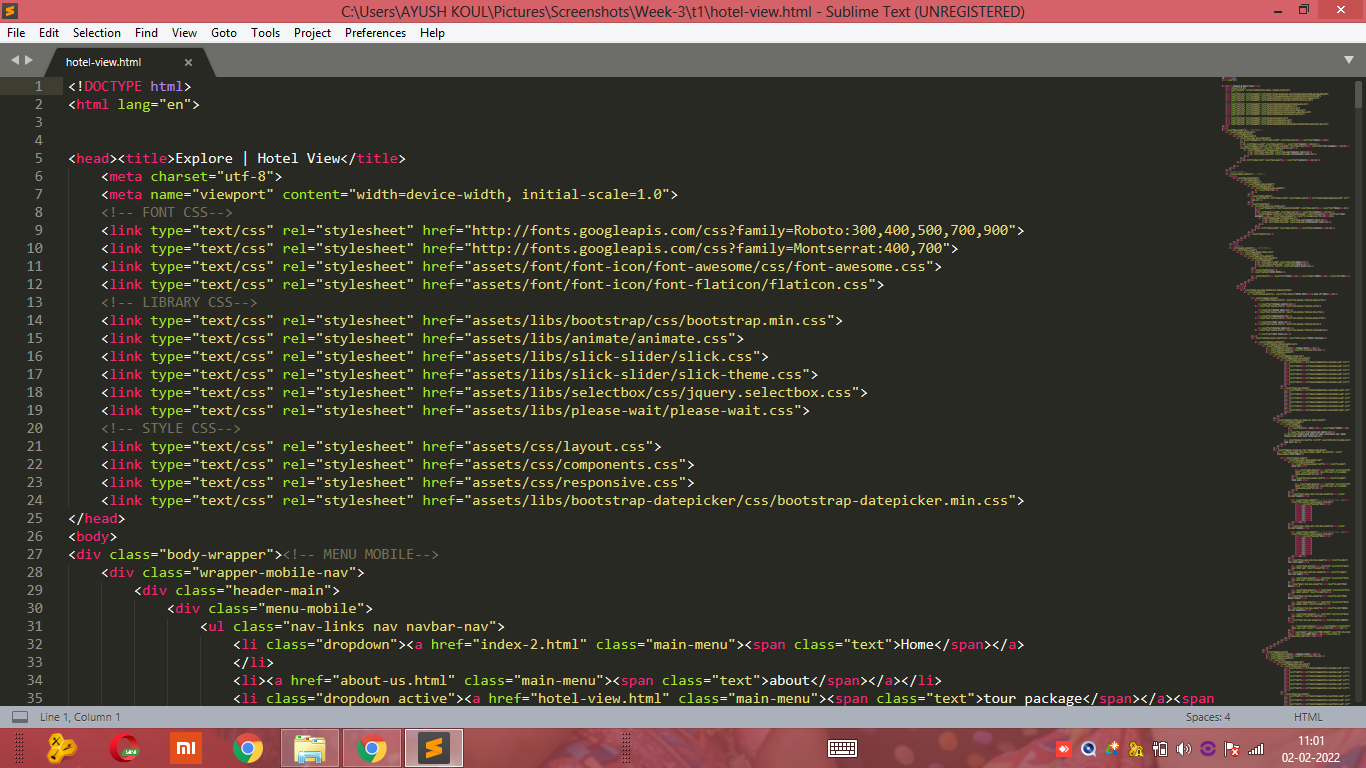 C:\Users\AYUSH KOUL\Pictures\Screenshots\Week-3\t1\hotel-view.html - Sublime Text (UNREGISTERED)
File Edit Selection Find View Goto Tools Project Preferences Help
hotel-view.html
1 <!DOCTYPE html>
2 <html lang="en">
3
4
5 <head><title>Explore | Hotel View</title>
6 <meta charset="utf-8">
7 <meta name="viewport" content="width=device-width, initial-scale=1.0">
8 <!-- FONT CSS-->
9 <link type="text/css" rel="stylesheet" href="http://fonts.googleapis.com/css?family=Roboto:300,400,500,700,900">
10 <link type="text/css" rel="stylesheet" href="http://fonts.googleapis.com/css?family=Montserrat:400,700">
11 <link type="text/css" rel="stylesheet" href="assets/font/font-icon/font-awesome/css/font-awesome.css">
12 <link type="text/css" rel="stylesheet" href="assets/font/font-icon/font-flaticon/flaticon.css">
13 <!-- LIBRARY CSS-->
14 <link type="text/css" rel="stylesheet" href="assets/libs/bootstrap/css/bootstrap.min.css">
15 <link type="text/css" rel="stylesheet" href="assets/libs/animate/animate.css">
16 <link type="text/css" rel="stylesheet" href="assets/libs/slick-slider/slick.css">
17 <link type="text/css" rel="stylesheet" href="assets/libs/slick-slider/slick-theme.css">
18 <link type="text/css" rel="stylesheet" href="assets/libs/selectbox/css/jquery.selectbox.css">
19 <link type="text/css" rel="stylesheet" href="assets/libs/please-wait/please-wait.css">
20 <!-- STYLE CSS-->
21 <link type="text/css" rel="stylesheet" href="assets/css/layout.css">
22 <link type="text/css" rel="stylesheet" href="assets/css/components.css">
23 <link type="text/css" rel="stylesheet" href="assets/css/responsive.css">
24 <link type="text/css" rel="stylesheet" href="assets/libs/bootstrap-datepicker/css/bootstrap-datepicker.min.css">
25 </head>
26 <body>
27 <div class="body-wrapper"><!-- MENU MOBILE-->
28 <div class="wrapper-mobile-nav">
29 <div class="header-main">
30 <div class="menu-mobile">
31 <ul class="nav-links nav navbar-nav">
32 <li class="dropdown"><a href="index-2.html" class="main-menu"><span class="text">Home</span></a>
33 </li>
34 <li><a href="about-us.html" class="main-menu"><span class="text">about</span></a></li>
35 <li class="dropdown active"><a href="hotel-view.html" class="main-menu"><span class="text">tour package</span></a><span
Line 1, Column 1 Spaces: 4 HTML
mi
11:01
02-02-2022